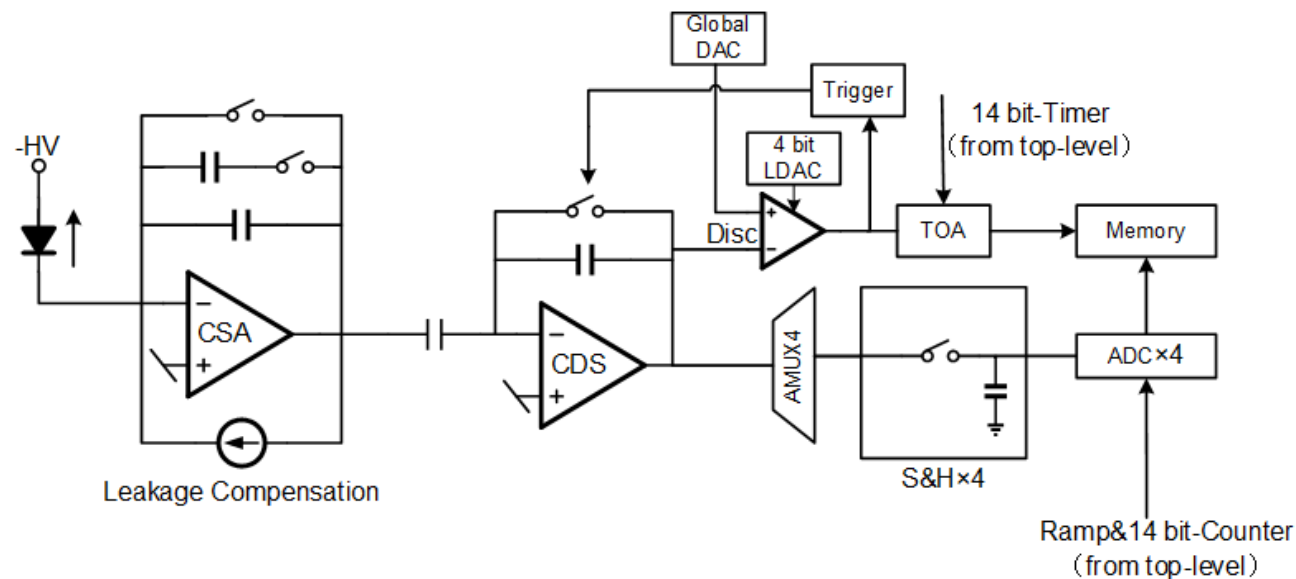 Global
DAC
Trigger
14 bit-Timer
（from top-level）
-HV
4 bit
LDAC
+
Disc
−
TOA
Memory
−
CSA
+
−
CDS
+
AMUX4
ADC×4
S&H×4
Leakage Compensation
Ramp&14 bit-Counter
（from top-level）